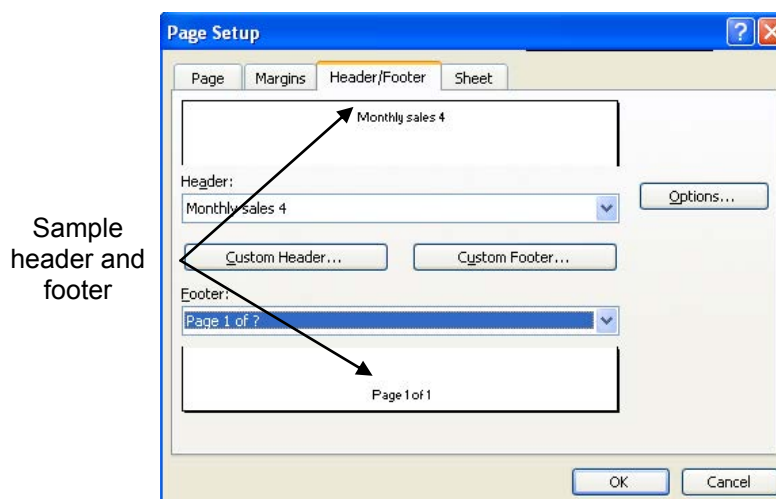 Page Setup
Page Margins Header/Footer Sheet
Monthly sales 4
Header:
Monthly sales 4
Options...
Custom Header... Custom Footer...
Footer:
Page 1 of ?
Page 1 of 1
OK Cancel
Sample
header and
footer